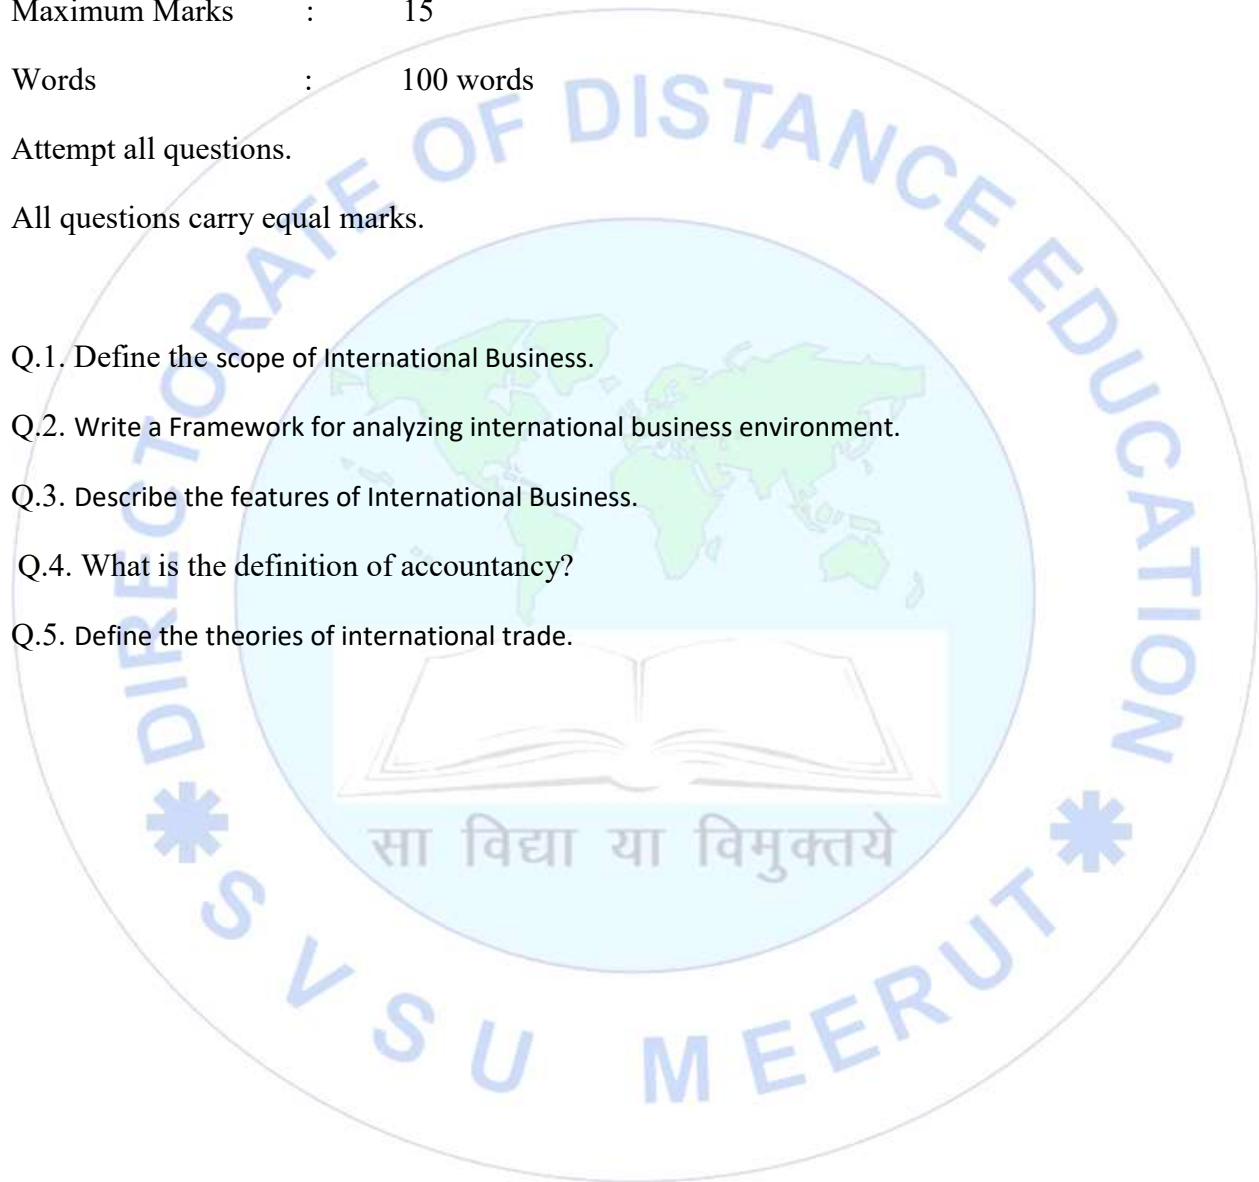 Maximum Marks : 15
Words : 100 words
Attempt all questions.
All questions carry equal marks.
Q.1. Define the scope of International Business.
Q.2. Write a Framework for analyzing international business environment.
Q.3. Describe the features of International Business.
Q.4. What is the definition of accountancy?
Q.5. Define the theories of international trade.
DIRECTORATE OF DISTANCE EDUCATION
सा विद्या या विमुक्तये
SVSU MEERUT